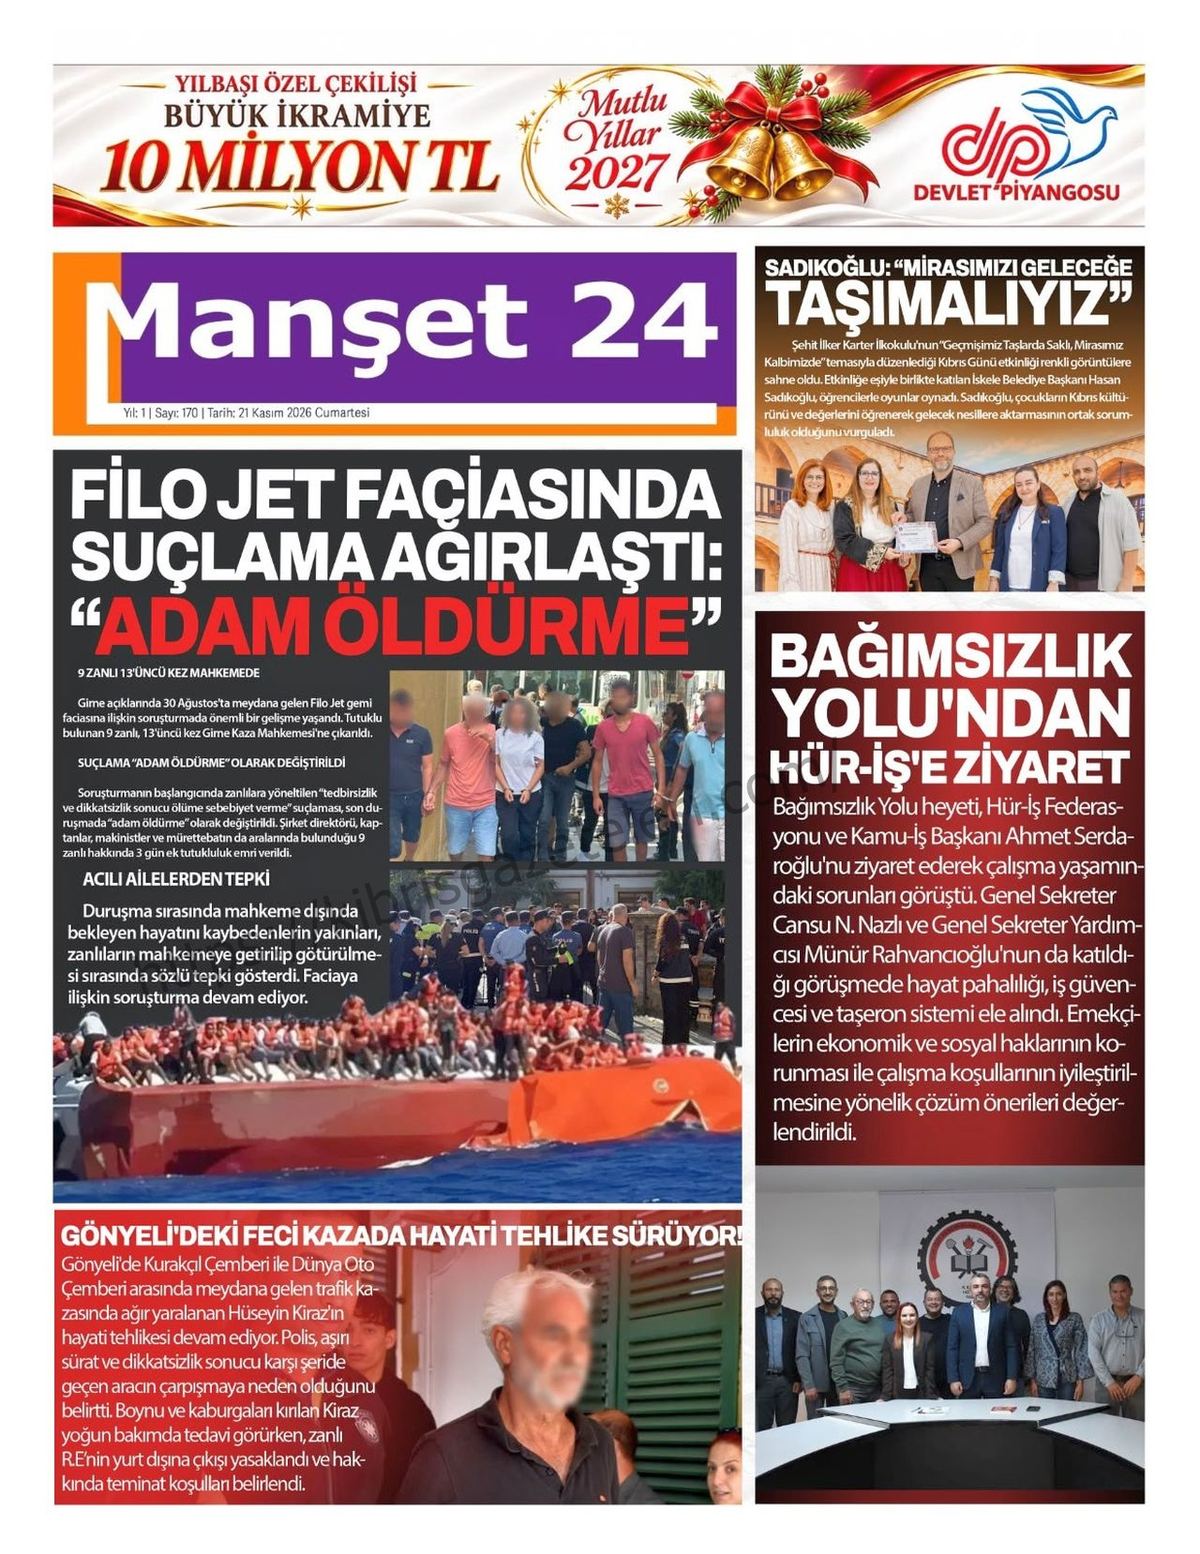 YILBAŞI ÖZEL ÇEKİLİŞİ
BÜYÜK İKRAMİYE
10 MİLYON TL
Mutlu
Yıllar
2027
dp
DEVLET PİYANGOSU
Manşet 24
Yıl: 1 | Sayı: 170 | Tarih: 21 Kasım 2026 Cumartesi
SADIKOĞLU: “MİRASIMIZI GELECEĞE
TAŞIMALIYIZ”
Şehit İlker Karter İlkokulu'nun “Geçmişimiz Taşlarda Saklı, Mirasımız
Kalbimizde” temasıyla düzenlediği Kıbrıs Günü etkinliği renkli görüntülere
sahne oldu. Etkinliğe eşiyle birlikte katılan İskele Belediye Başkanı Hasan
Sadıkoğlu, öğrencilerle oyunlar oynadı. Sadıkoğlu, çocukların Kıbrıs kültü-
rünü ve değerlerini öğrenerek gelecek nesillere aktarmasının ortak sorum-
luluk olduğunu vurguladı.
FİLO JET FACİASINDA
SUÇLAMA AĞIRLAŞTI:
“ADAM ÖLDÜRME”
9 ZANLI 13'ÜNCÜ KEZ MAHKEMEDE
Girne açıklarında 30 Ağustos'ta meydana gelen Filo Jet gemi
faciasına ilişkin soruşturmada önemli bir gelişme yaşandı. Tutuklu
bulunan 9 zanlı, 13'üncü kez Girne Kaza Mahkemesi'ne çıkarıldı.
SUÇLAMA “ADAM ÖLDÜRME” OLARAK DEĞİŞTİRİLDİ
Soruşturmanın başlangıcında zanlılara yöneltilen “tedbirsizlik
ve dikkatsizlik sonucu ölüme sebebiyet verme” suçlaması, son du-
ruşmada “adam öldürme” olarak değiştirildi. Şirket direktörü, kap-
tanlar, makinistler ve mürettebatın da aralarında bulunduğu 9
zanlı hakkında 3 gün ek tutukluluk emri verildi.
ACILI AİLELERDEN TEPKİ
Duruşma sırasında mahkeme dışında
bekleyen hayatını kaybedenlerin yakınları,
zanlıların mahkemeye getirilip götürülme-
si sırasında sözlü tepki gösterdi. Faciaya
ilişkin soruşturma devam ediyor.
POLİS
https://kibrisgazeteleri.com/
BAĞIMSIZLIK
YOLU'NDAN
HÜR-İŞ'E ZİYARET
Bağımsızlık Yolu heyeti, Hür-İş Federas-
yonu ve Kamu-İş Başkanı Ahmet Serda-
roğlu'nu ziyaret ederek çalışma yaşamın-
daki sorunları görüştü. Genel Sekreter
Cansu N. Nazlı ve Genel Sekreter Yardım-
cısı Münür Rahvancıoğlu'nun da katıldı-
ğı görüşmede hayat pahalılığı, iş güven-
cesi ve taşeron sistemi ele alındı. Emekçi-
lerin ekonomik ve sosyal haklarının ko-
runması ile çalışma koşullarının iyileştiril-
mesine yönelik çözüm önerileri değer-
lendirildi.
GÖNYELİ'DEKİ FECİ KAZADA HAYATİ TEHLİKE SÜRÜYOR!
Gönyeli'de Kurakçıl Çemberi ile Dünya Oto
Çemberi arasında meydana gelen trafik ka-
zasında ağır yaralanan Hüseyin Kiraz'ın
hayati tehlikesi devam ediyor. Polis, aşırı
sürat ve dikkatsizlik sonucu karşı şeride
geçen aracın çarpışmaya neden olduğunu
belirtti. Boynu ve kaburgaları kırılan Kiraz
yoğun bakımda tedavi görürken, zanlı
R.E'nin yurt dışına çıkışı yasaklandı ve hak-
kında teminat koşulları belirlendi.